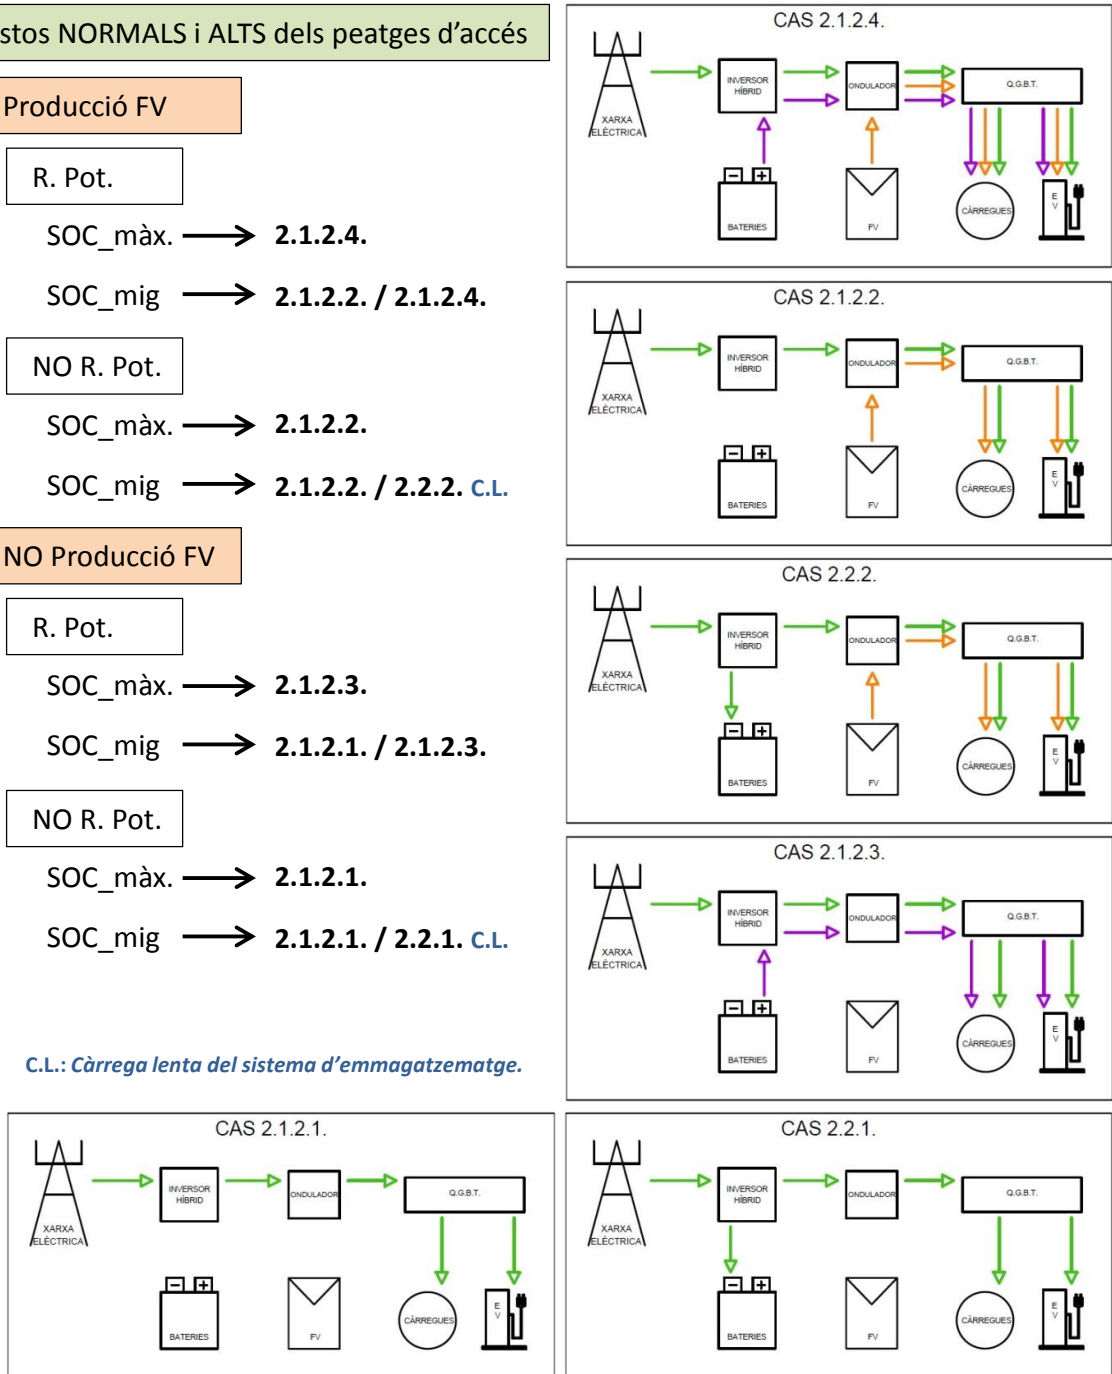 stos NORMALS i ALTS dels peatges d'accés
Producció FV
R. Pot.
SOC_màx. 2.1.2.4.
SOC_mig 2.1.2.2. / 2.1.2.4.
NO R. Pot.
SOC_màx. 2.1.2.2.
SOC_mig 2.1.2.2. / 2.2.2. C.L.
NO Producció FV
R. Pot.
SOC_màx. 2.1.2.3.
SOC_mig 2.1.2.1. / 2.1.2.3.
NO R. Pot.
SOC_màx. 2.1.2.1.
SOC_mig 2.1.2.1. / 2.2.1. C.L.
C.L.: Càrrega lenta del sistema d'emmagatzematge.
CAS 2.1.2.4.
XARXA
ELÈCTRICA
INVERSOR
HÍBRID
ONDULADOR
Q.G.B.T.
BATERIES
FV
CÀRREGUES
E
V
CAS 2.1.2.2.
XARXA
ELÈCTRICA
INVERSOR
HÍBRID
ONDULADOR
Q.G.B.T.
BATERIES
FV
CÀRREGUES
E
V
CAS 2.2.2.
XARXA
ELÈCTRICA
INVERSOR
HÍBRID
ONDULADOR
Q.G.B.T.
BATERIES
FV
CÀRREGUES
E
V
CAS 2.1.2.3.
XARXA
ELÈCTRICA
INVERSOR
HÍBRID
ONDULADOR
Q.G.B.T.
BATERIES
FV
CÀRREGUES
E
V
CAS 2.1.2.1.
XARXA
ELÈCTRICA
INVERSOR
HÍBRID
ONDULADOR
Q.G.B.T.
BATERIES
FV
CÀRREGUES
E
V
CAS 2.2.1.
XARXA
ELÈCTRICA
INVERSOR
HÍBRID
ONDULADOR
Q.G.B.T.
BATERIES
FV
CÀRREGUES
E
V